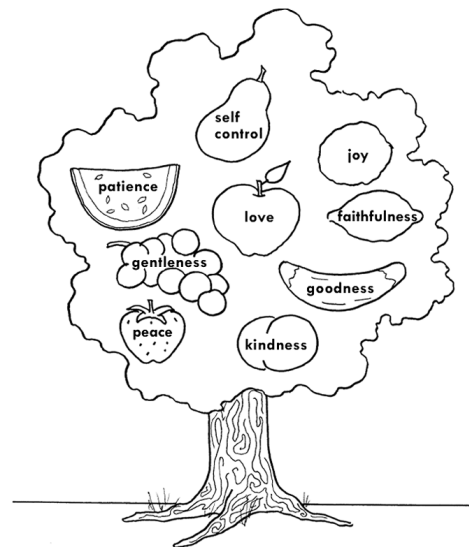 self
control
joy
patience
love
faithfulness
gentleness
goodness
peace
kindness